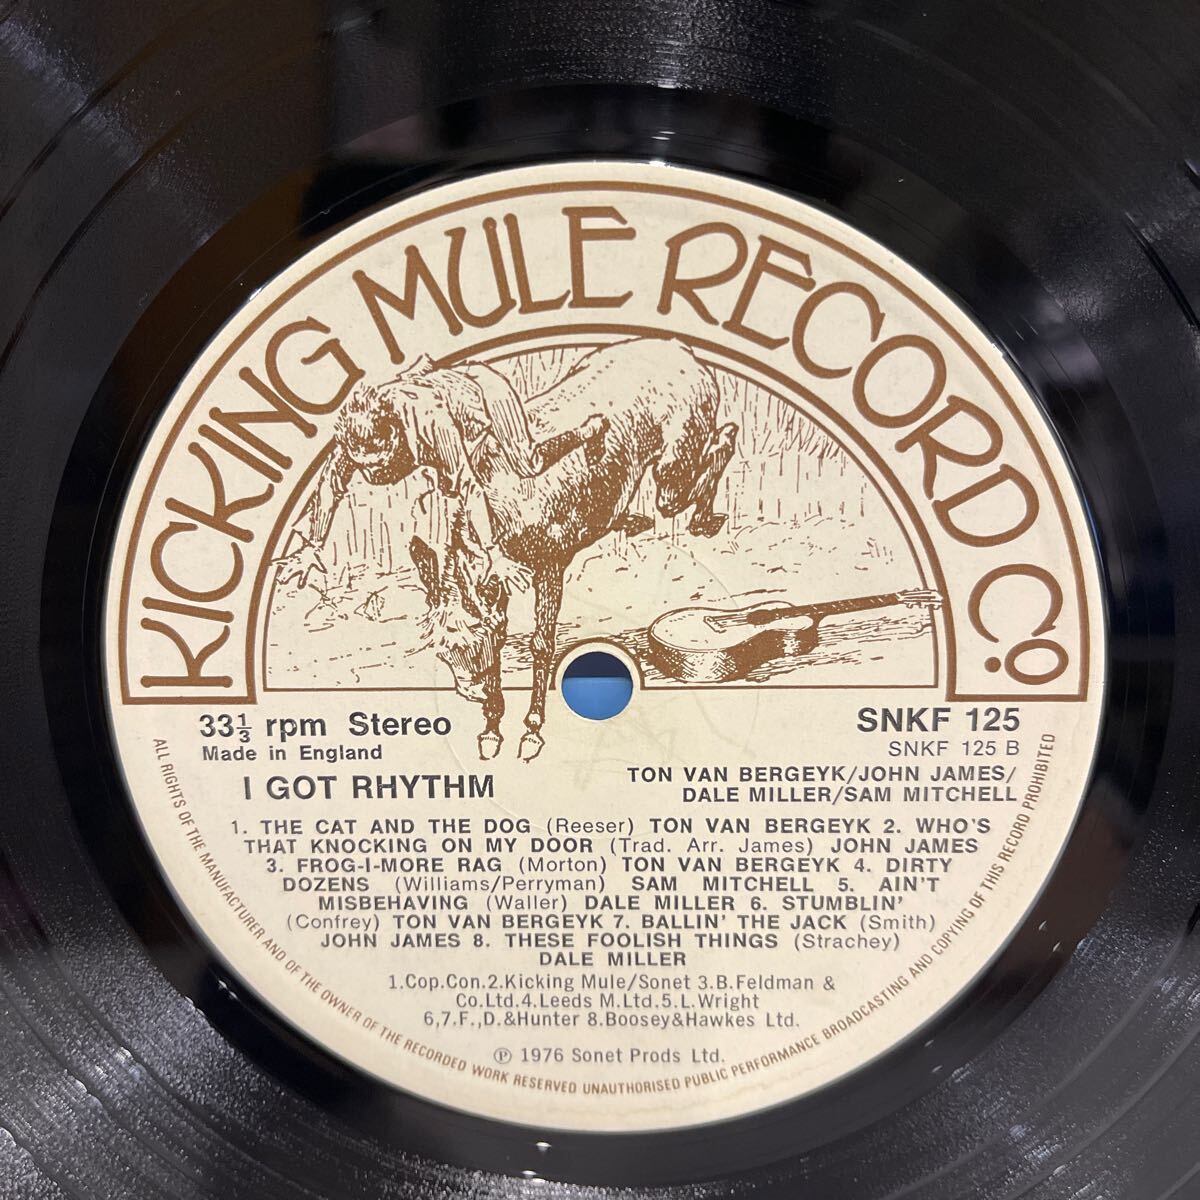 KICKING MULE RECORD Co.
33⅓ rpm Stereo
Made in England
SNKF 125
SNKF 125 B
I GOT RHYTHM
TON VAN BERGEYK/JOHN JAMES/
DALE MILLER/SAM MITCHELL
1. THE CAT AND THE DOG (Reeser) TON VAN BERGEYK 2. WHO'S
THAT KNOCKING ON MY DOOR (Trad. Arr. James) JOHN JAMES
3. FROG-I-MORE RAG (Morton) TON VAN BERGEYK 4. DIRTY
DOZENS (Williams/Perryman) SAM MITCHELL 5. AIN'T
MISBEHAVING (Waller) DALE MILLER 6. STUMBLIN'
(Confrey) TON VAN BERGEYK 7. BALLIN' THE JACK (Smith)
JOHN JAMES 8. THESE FOOLISH THINGS (Strachey)
DALE MILLER
1.Cop.Con.2.Kicking Mule/Sonet 3.B.Feldman &
Co.Ltd.4.Leeds M.Ltd.5.L.Wright
6,7.F.,D.&Hunter 8.Boosey&Hawkes Ltd.
℗ 1976 Sonet Prods Ltd.
ALL RIGHTS OF THE MANUFACTURER AND OF THE OWNER OF THE RECORDED WORK RESERVED UNAUTHORISED PUBLIC PERFORMANCE BROADCASTING AND COPYING OF THIS RECORD PROHIBITED